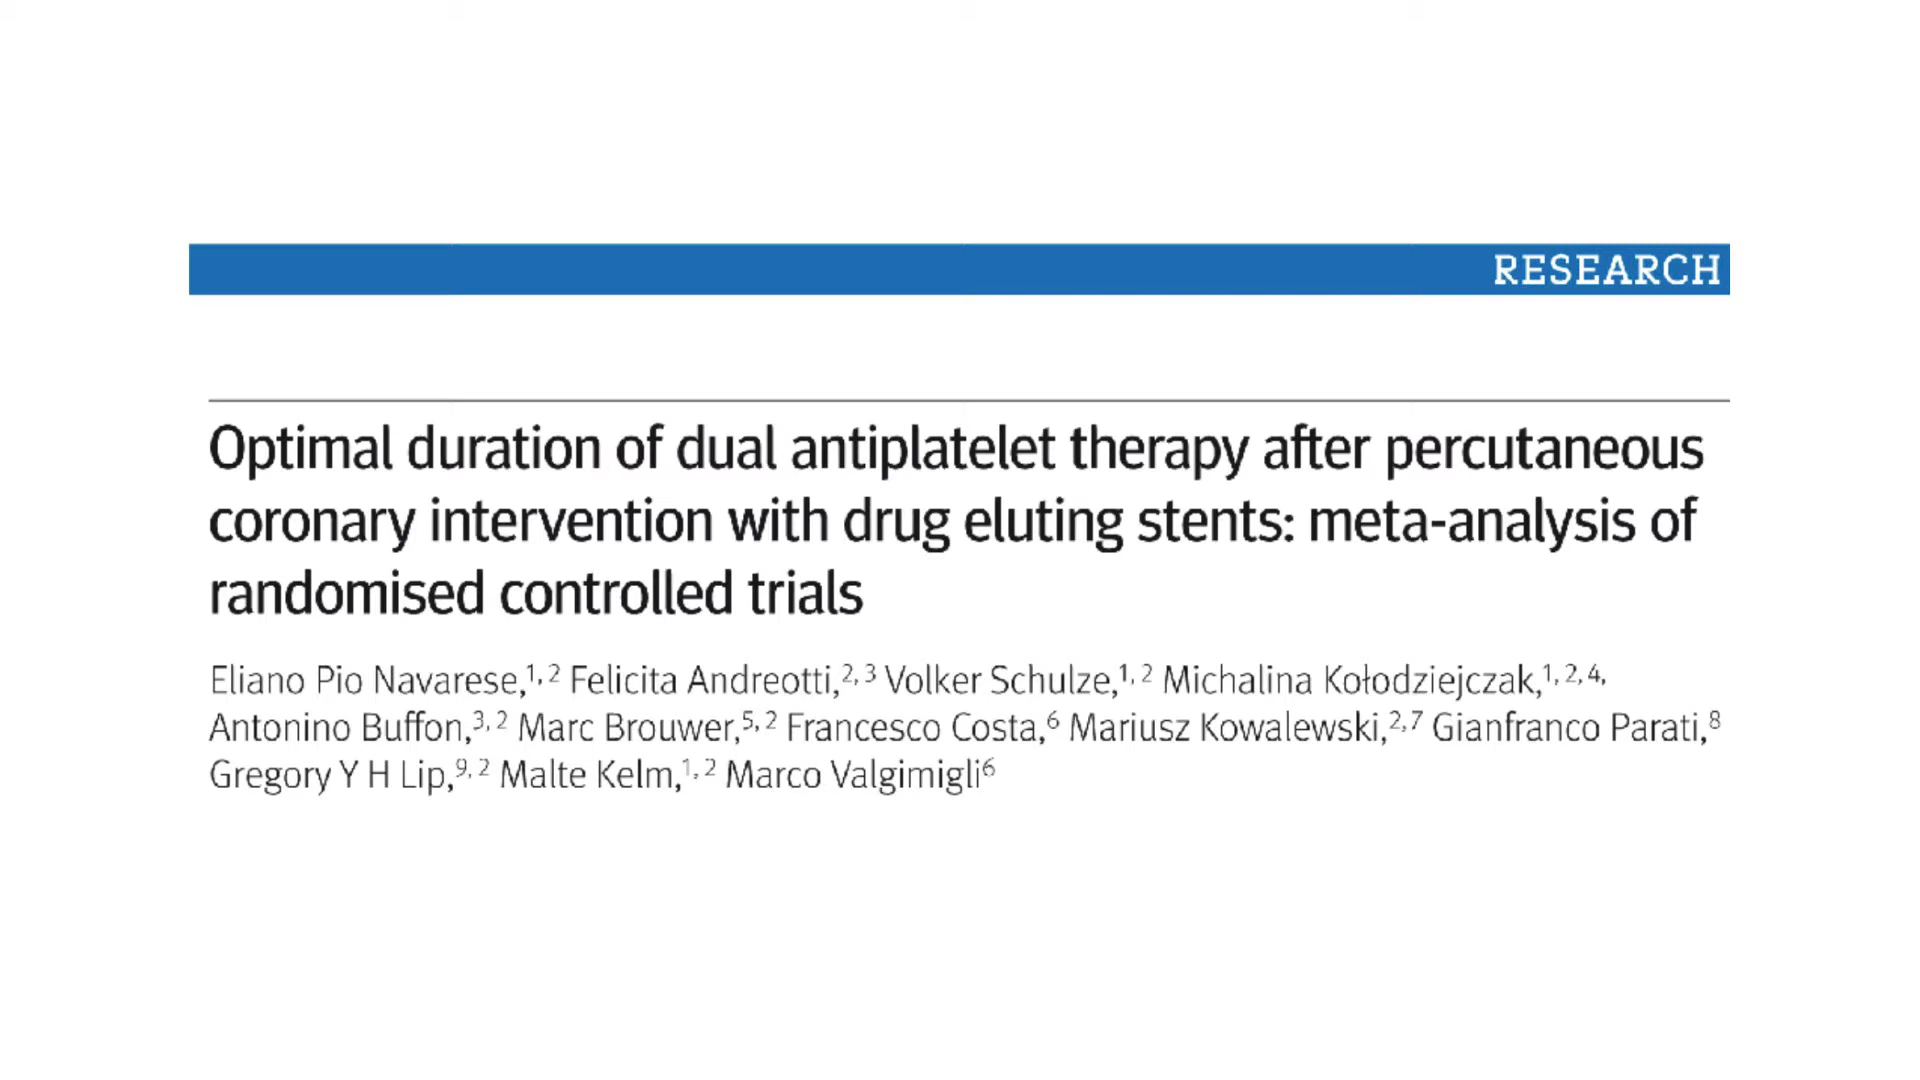 RESEARCH
Optimal duration of dual antiplatelet therapy after percutaneous
coronary intervention with drug eluting stents: meta-analysis of
randomised controlled trials
Eliano Pio Navarese,1, 2 Felicita Andreotti,2, 3 Volker Schulze,1, 2 Michalina Kołodziejczak,1, 2, 4,
Antonino Buffon,3, 2 Marc Brouwer,5, 2 Francesco Costa,6 Mariusz Kowalewski,2, 7 Gianfranco Parati,8
Gregory Y H Lip,9, 2 Malte Kelm,1, 2 Marco Valgimigli6